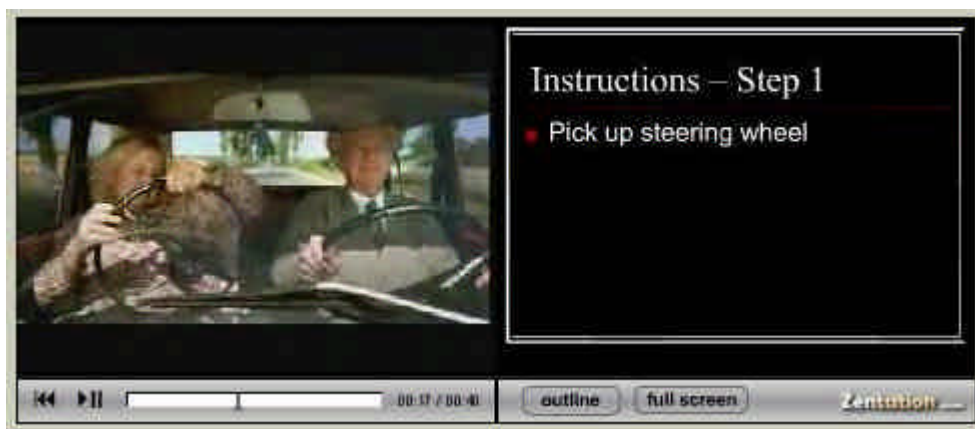 Instructions – Step 1
Pick up steering wheel
00:17 / 00:40
outline
full screen
Zentation